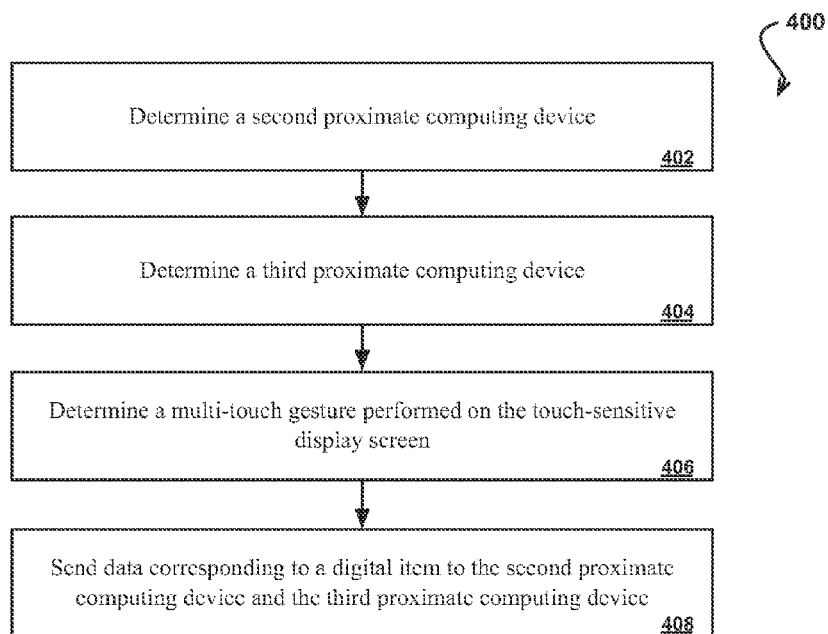 400
Determine a second proximate computing device
402
Determine a third proximate computing device
404
Determine a multi-touch gesture performed on the touch-sensitive
display screen
406
Send data corresponding to a digital item to the second proximate
computing device and the third proximate computing device
408